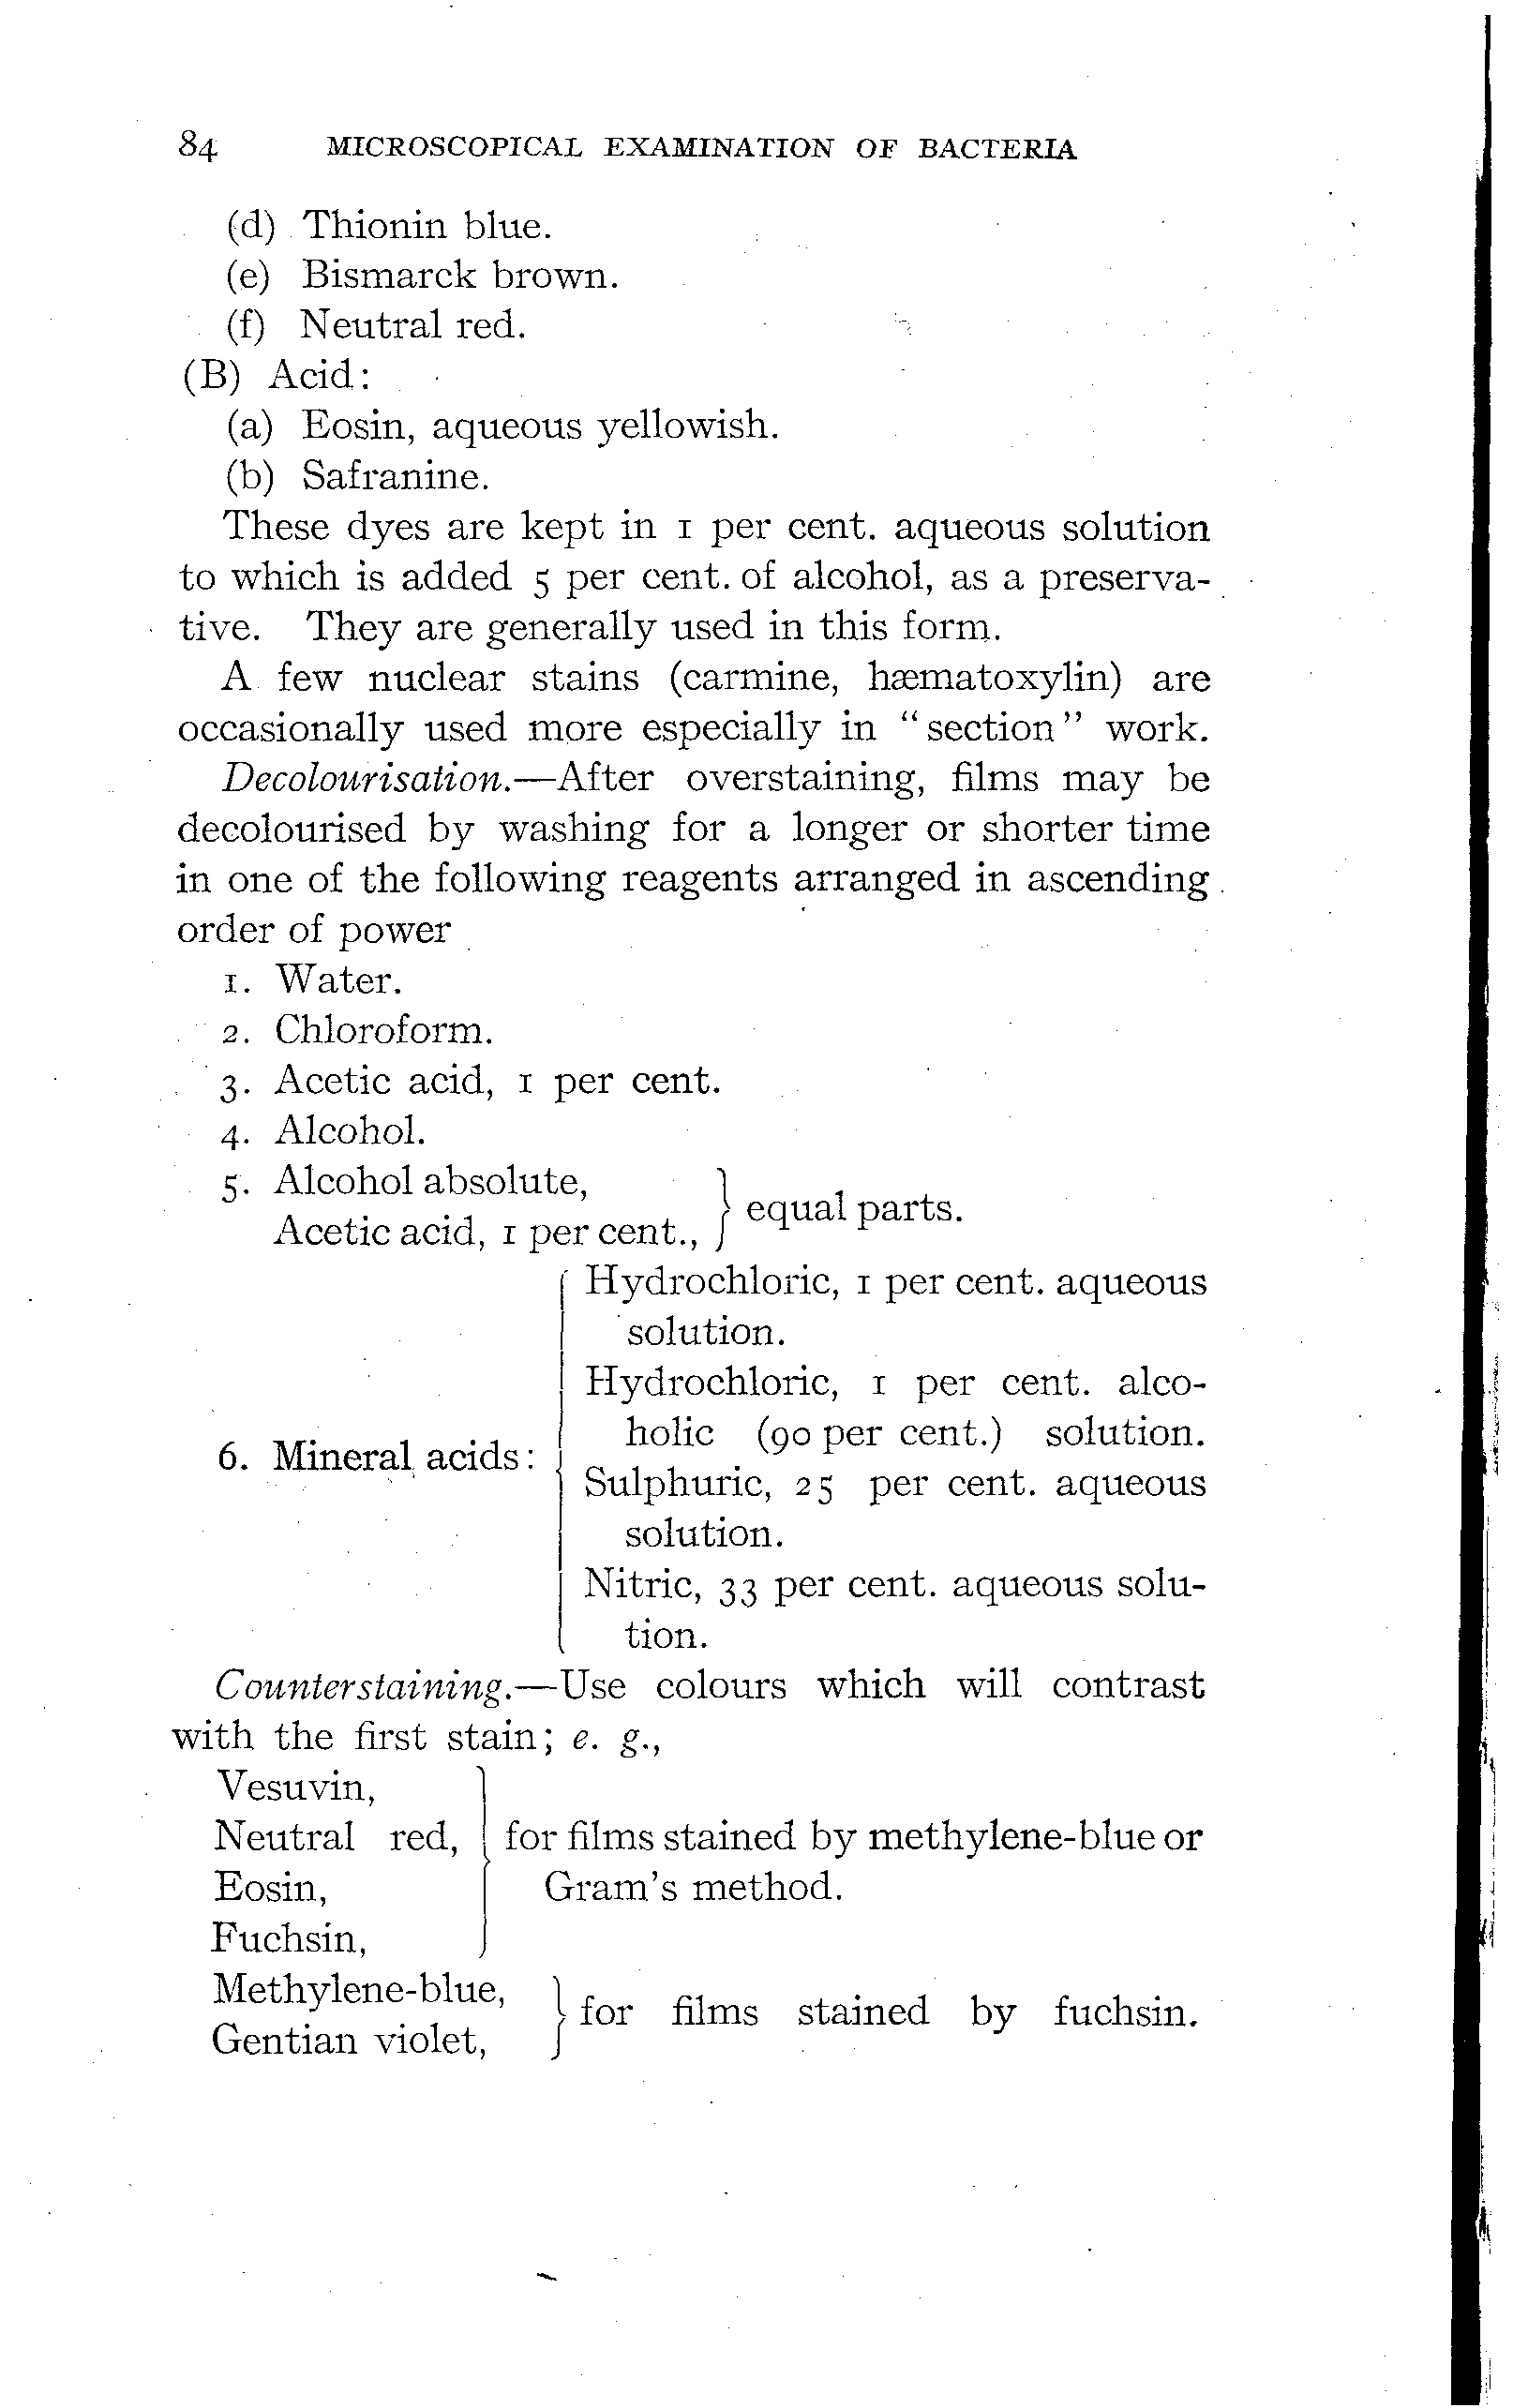 84 MICROSCOPICAL EXAMINATION OF BACTERIA
(d) Thionin blue.
(e) Bismarck brown.
(f) Neutral red.
(B) Acid:
(a) Eosin, aqueous yellowish.
(b) Safranine.
These dyes are kept in 1 per cent. aqueous solution
to which is added 5 per cent. of alcohol, as a preserva-
tive. They are generally used in this form.
A few nuclear stains (carmine, hæmatoxylin) are
occasionally used more especially in "section" work.
Decolourisation.—After overstaining, films may be
decolourised by washing for a longer or shorter time
in one of the following reagents arranged in ascending
order of power
1. Water.
2. Chloroform.
3. Acetic acid, 1 per cent.
4. Alcohol.
5. Alcohol absolute,
Acetic acid, 1 per cent., } equal parts.
Hydrochloric, 1 per cent. aqueous
solution.
Hydrochloric, 1 per cent. alco-
holic (90 per cent.) solution.
6. Mineral acids:
Sulphuric, 25 per cent. aqueous
solution.
Nitric, 33 per cent. aqueous solu-
tion.
Counterstaining.—Use colours which will contrast
with the first stain; e. g.,
Vesuvin,
Neutral red, } for films stained by methylene-blue or
Eosin, Gram's method.
Fuchsin,
Methylene-blue,
Gentian violet, } for films stained by fuchsin.